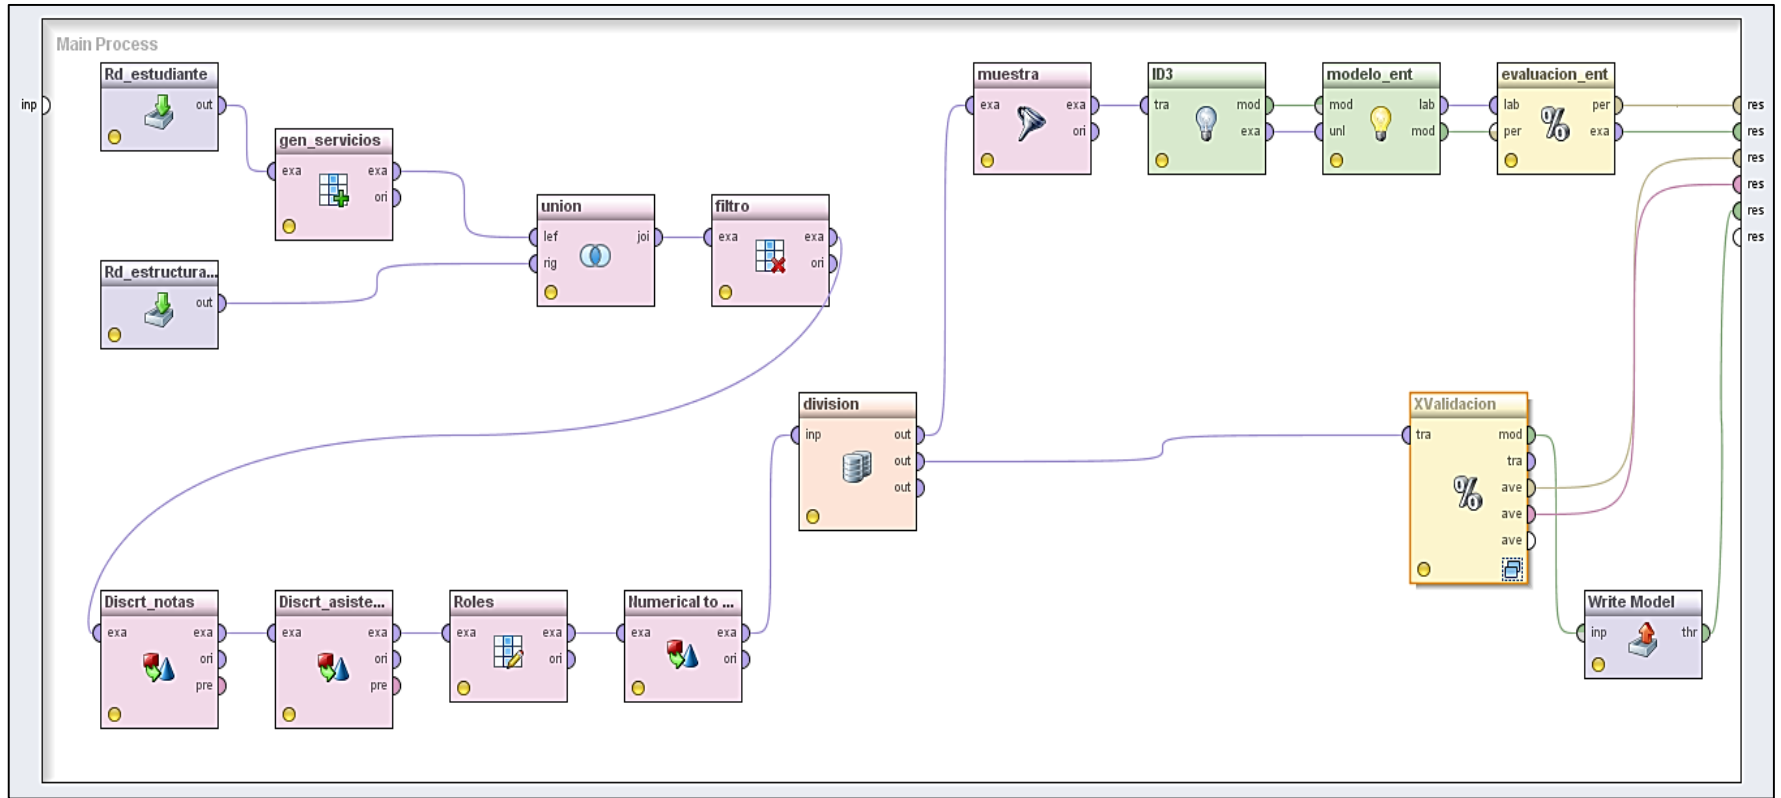 Main Process
inp
Rd_estudiante
out
gen_servicios
exa exa
ori
Rd_estructura...
out
union
lef joi
rig
filtro
exa exa
ori
muestra
exa exa
ori
ID3
tra mod
exa
modelo_ent
mod lab
unl mod
evaluacion_ent
lab per
per exa
res
res
res
res
res
res
division
inp out
out
out
XValidacion
tra mod
tra
ave
ave
ave
Discrt_notas
exa exa
ori
pre
Discrt_asiste...
exa exa
ori
pre
Roles
exa exa
ori
Numerical to ...
exa exa
ori
Write Model
inp thr